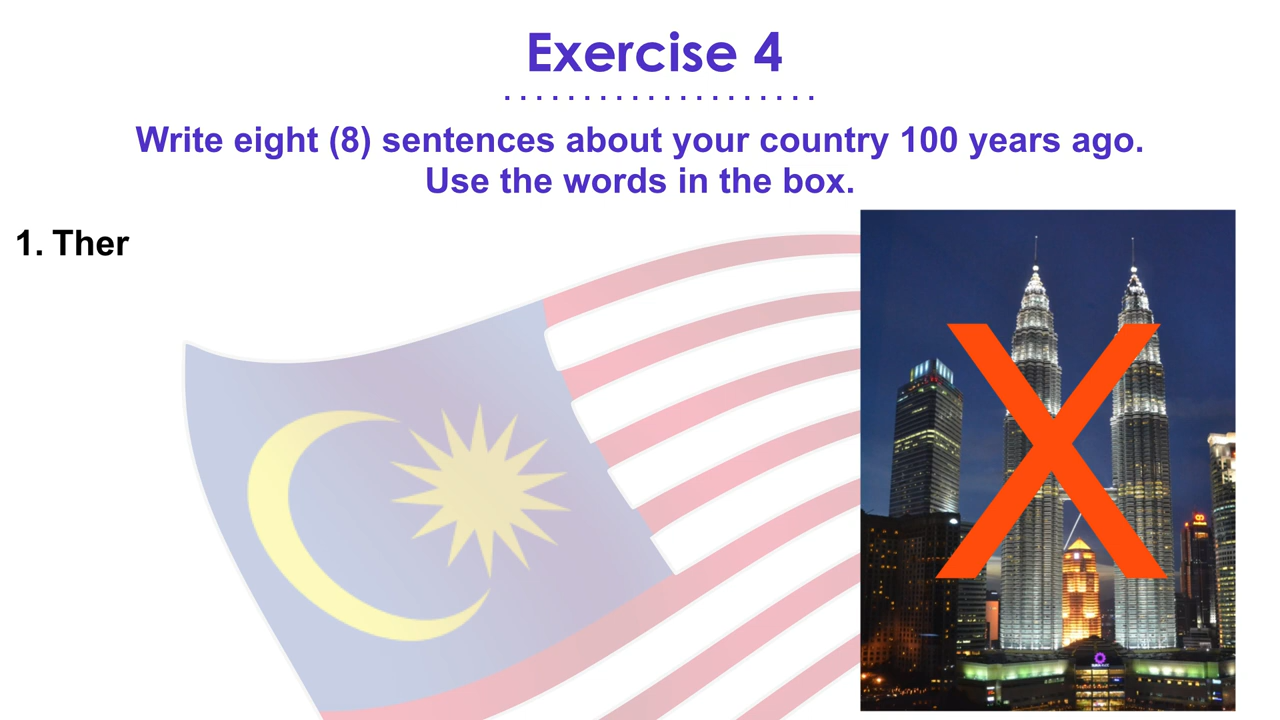 Exercise 4
Write eight (8) sentences about your country 100 years ago.
Use the words in the box.
1. Ther